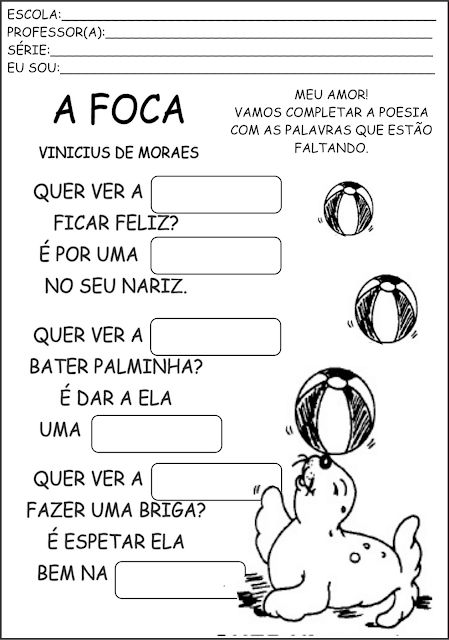 ESCOLA:
PROFESSOR(A):
SÉRIE:
EU SOU:
A FOCA
VINICIUS DE MORAES
MEU AMOR!
VAMOS COMPLETAR A POESIA
COM AS PALAVRAS QUE ESTÃO
FALTANDO.
QUER VER A
FICAR FELIZ?
É POR UMA
NO SEU NARIZ.
QUER VER A
BATER PALMINHA?
É DAR A ELA
UMA
QUER VER A
FAZER UMA BRIGA?
É ESPETAR ELA
BEM NA